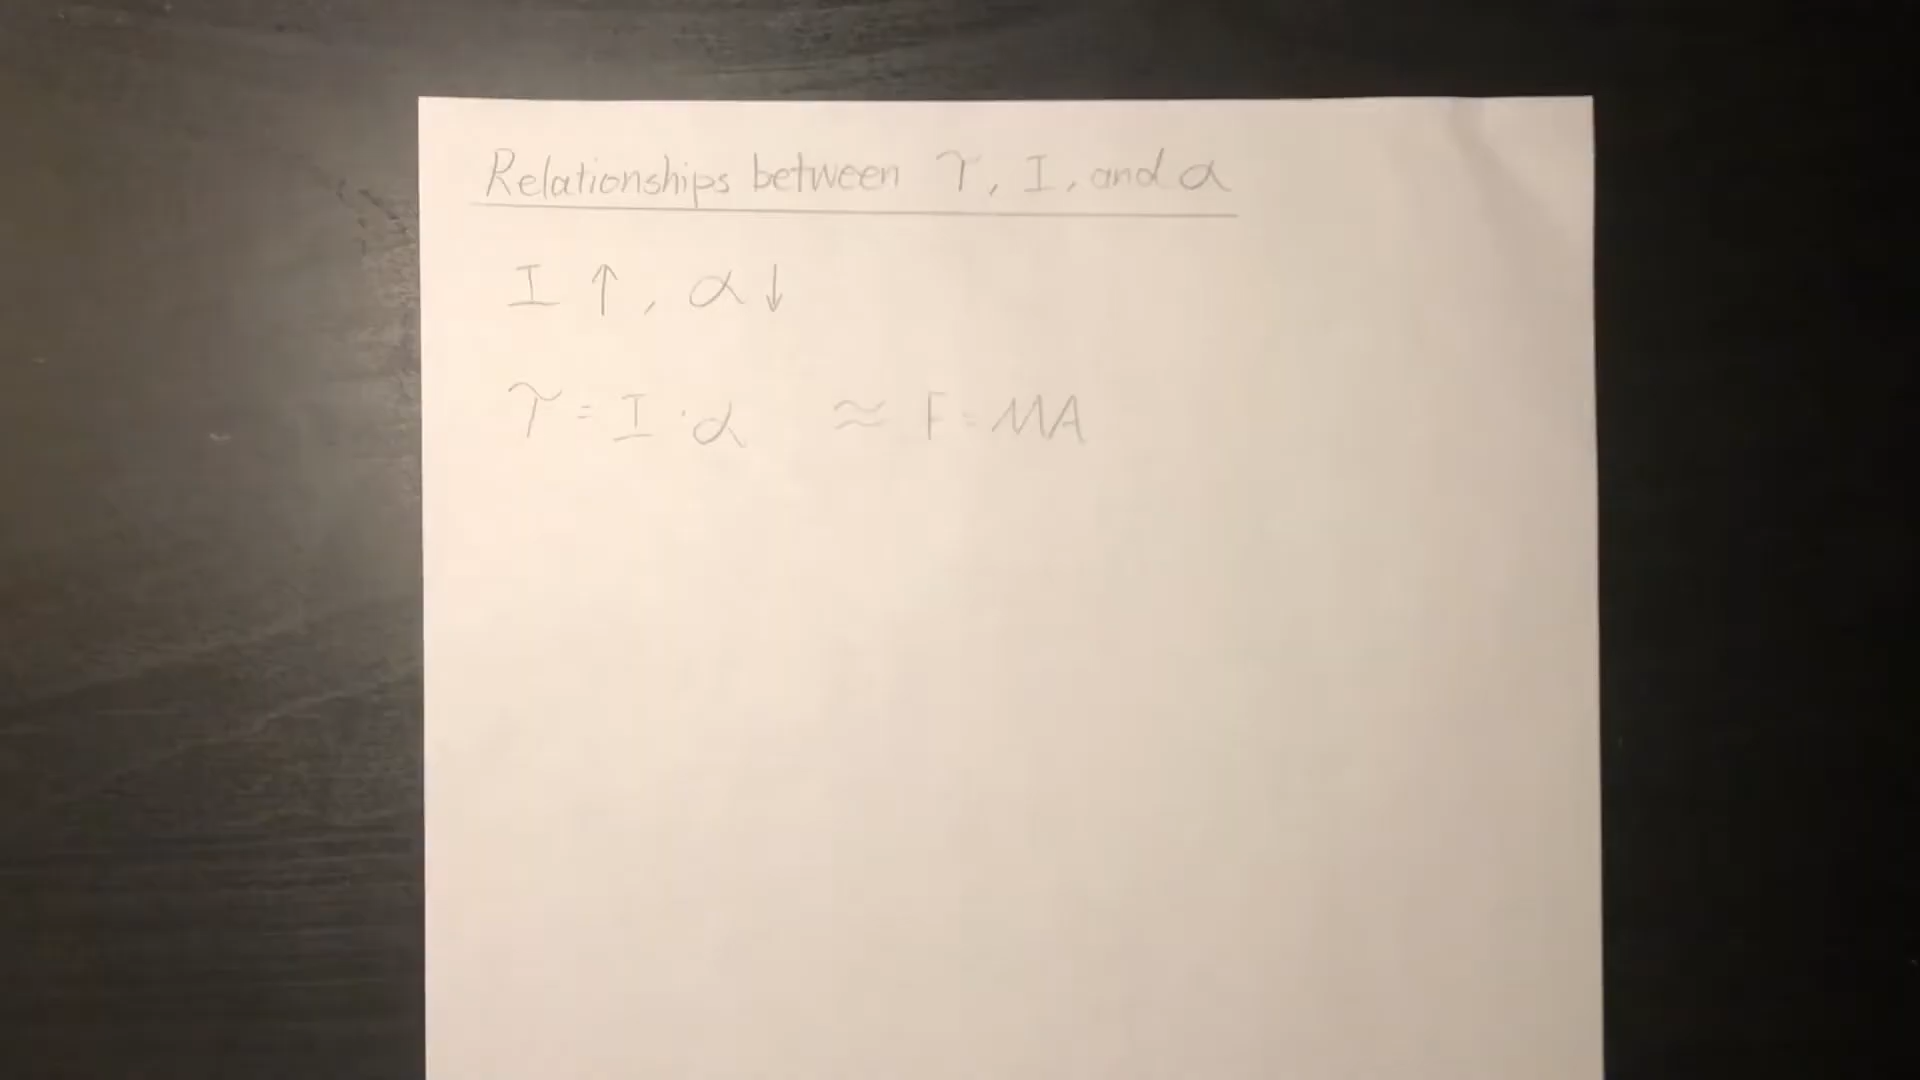 Relationships between τ, I, and α
I ↑, α ↓
τ = I · α ≈ F = MA